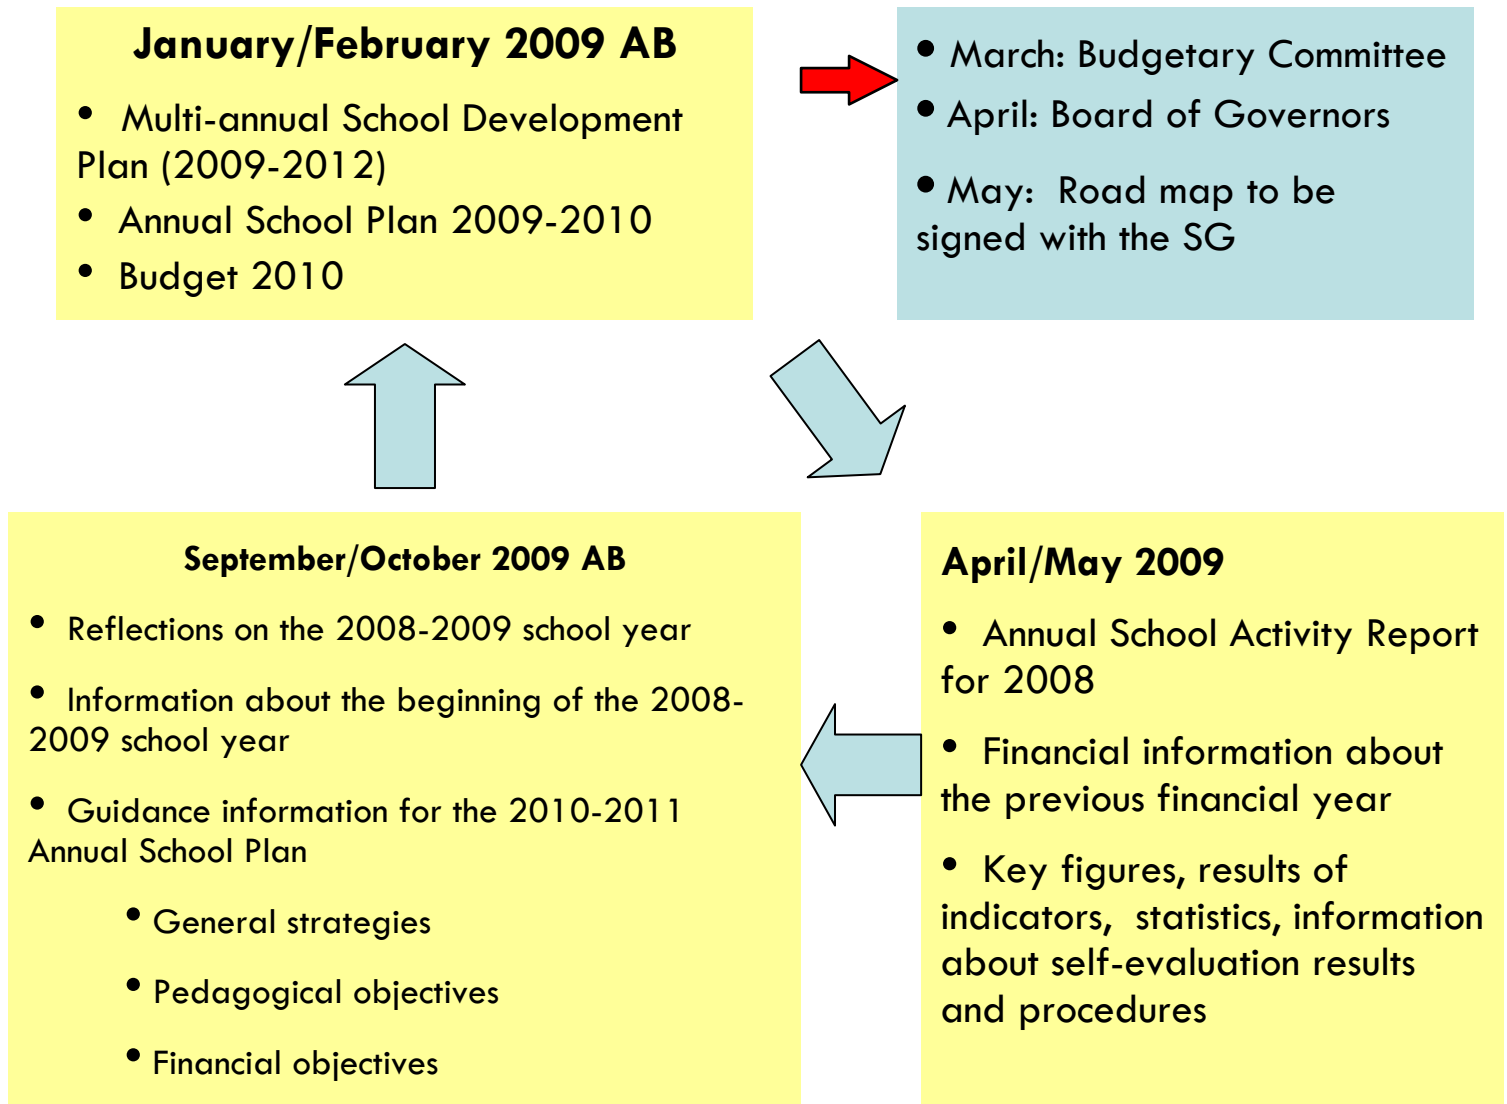 January/February 2009 AB
• Multi-annual School Development
Plan (2009-2012)
• Annual School Plan 2009-2010
• Budget 2010
• March: Budgetary Committee
• April: Board of Governors
• May: Road map to be
signed with the SG
September/October 2009 AB
• Reflections on the 2008-2009 school year
• Information about the beginning of the 2008-
2009 school year
• Guidance information for the 2010-2011
Annual School Plan
• General strategies
• Pedagogical objectives
• Financial objectives
April/May 2009
• Annual School Activity Report
for 2008
• Financial information about
the previous financial year
• Key figures, results of
indicators, statistics, information
about self-evaluation results
and procedures